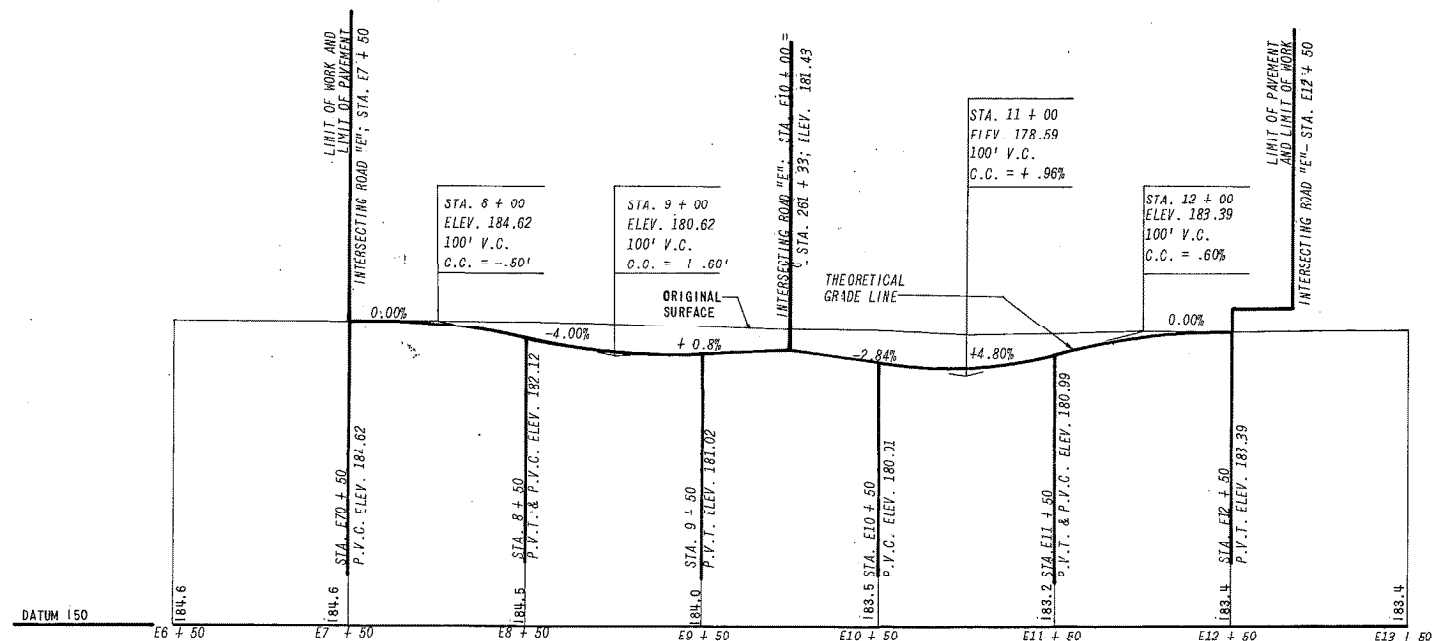 LIMIT OF WORK AND
LIMIT OF PAVEMENT
INTERSECTING ROAD "E"; STA. E7 + 50
STA. 8 + 00
ELEV. 184.62
100' V.C.
C.C. = -.50'
STA. 9 + 00
ELEV. 180.62
100' V.C.
INTERSECTING ROAD "E": STA. E10 + 00 =
STA. 261 + 33; ELEV. 181.43
STA. 11 + 00
ELEV. 178.59
100' V.C.
C.C. = + .96%
STA. 12 + 00
ELEV. 183.39
100' V.C.
C.C. = .60%
LIMIT OF PAVEMENT
AND LIMIT OF WORK
INTERSECTING ROAD "E"- STA. E12 + 50
ORIGINAL
SURFACE
THEORETICAL
GRADE LINE
0.00%
-4.00%
+ 0.8%
-2.84%
+4.80%
0.00%
STA. E70 + 50
P.V.C. ELEV. 184.62
STA. 8 + 50
P.V.T. & P.V.C. ELEV. 182.12
STA. 9 + 50
P.V.T. ELEV. 181.02
STA. E10 + 50
P.V.C. ELEV. 180.01
STA E11 + 50
P.V.T. & P.V.C. ELEV. 180.99
STA. E12 + 50
P.V.T. ELEV. 183.39
184.6
184.6
184.5
184.0
183.5
183.2
183.4
183.4
DATUM 150
E6 + 50
E7 + 50
E8 + 50
E9 + 50
E10 + 50
E11 + 50
E12 + 50
E13 + 50